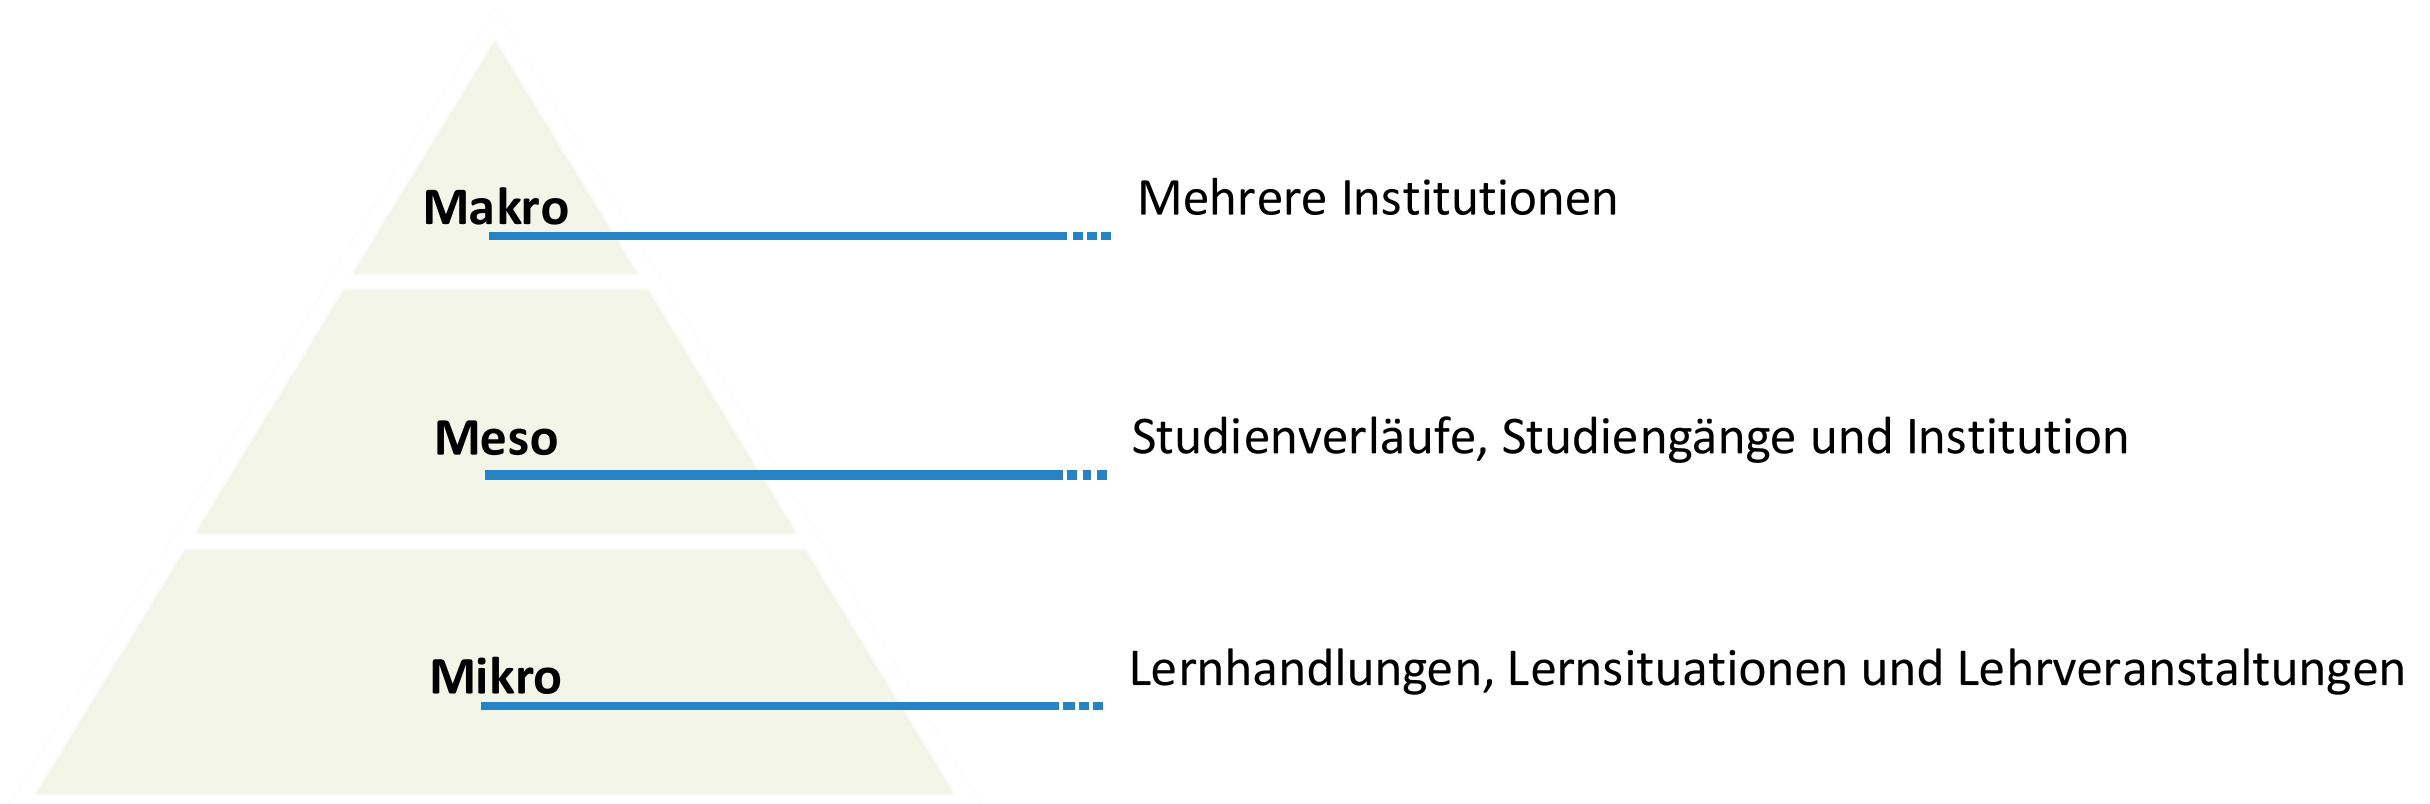 Makro
Mehrere Institutionen
Meso
Studienverläufe, Studiengänge und Institution
Mikro
Lernhandlungen, Lernsituationen und Lehrveranstaltungen